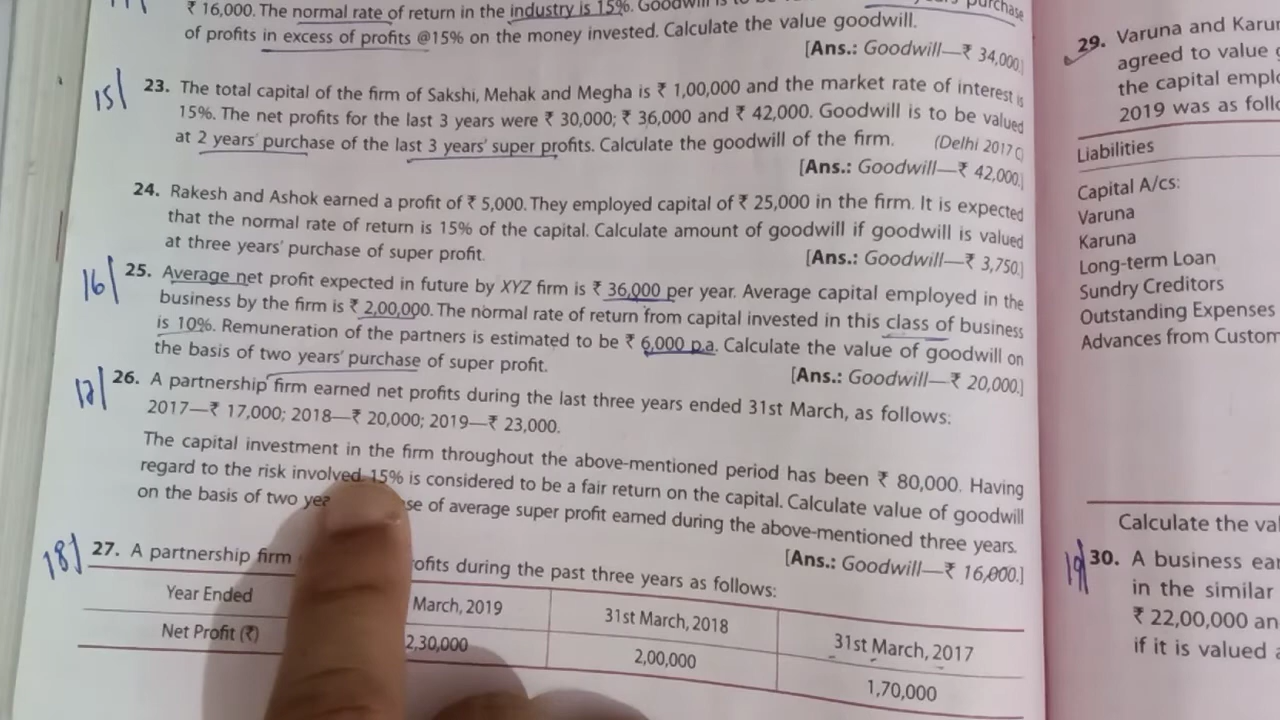 ₹ 16,000. The normal rate of return in the industry is 15%. Goodwill is to be
purchase
of profits in excess of profits @15% on the money invested. Calculate the value goodwill.
[Ans.: Goodwill—₹ 34,000.]
15)
23. The total capital of the firm of Sakshi, Mehak and Megha is ₹ 1,00,000 and the market rate of interest is
15%. The net profits for the last 3 years were ₹ 30,000; ₹ 36,000 and ₹ 42,000. Goodwill is to be valued
at 2 years' purchase of the last 3 years' super profits. Calculate the goodwill of the firm. (Delhi 2017 C)
[Ans.: Goodwill—₹ 42,000.]
24. Rakesh and Ashok earned a profit of ₹ 5,000. They employed capital of ₹ 25,000 in the firm. It is expected
that the normal rate of return is 15% of the capital. Calculate amount of goodwill if goodwill is valued
at three years' purchase of super profit. [Ans.: Goodwill—₹ 3,750.]
16)
25. Average net profit expected in future by XYZ firm is ₹ 36,000 per year. Average capital employed in the
business by the firm is ₹ 2,00,000. The normal rate of return from capital invested in this class of business
is 10%. Remuneration of the partners is estimated to be ₹ 6,000 p.a. Calculate the value of goodwill on
the basis of two years' purchase of super profit. [Ans.: Goodwill—₹ 20,000.]
26. A partnership firm earned net profits during the last three years ended 31st March, as follows:
2017—₹ 17,000; 2018—₹ 20,000; 2019—₹ 23,000.
The capital investment in the firm throughout the above-mentioned period has been ₹ 80,000. Having
regard to the risk involved 15% is considered to be a fair return on the capital. Calculate value of goodwill
on the basis of two se of average super profit earned during the above-mentioned three years.
[Ans.: Goodwill—₹ 16,000.]
18)
27. A partnership firm ofits during the past three years as follows:
Year Ended March, 2019 31st March, 2018 31st March, 2017
Net Profit (₹) 2,30,000 2,00,000 1,70,000
29. Varuna and Karu
agreed to value
the capital empl
2019 was as foll
Liabilities
Capital A/cs:
Varuna
Karuna
Long-term Loan
Sundry Creditors
Outstanding Expenses
Advances from Custom
Calculate the va
19)
30. A business ear
in the similar
₹ 22,00,000 an
if it is valued